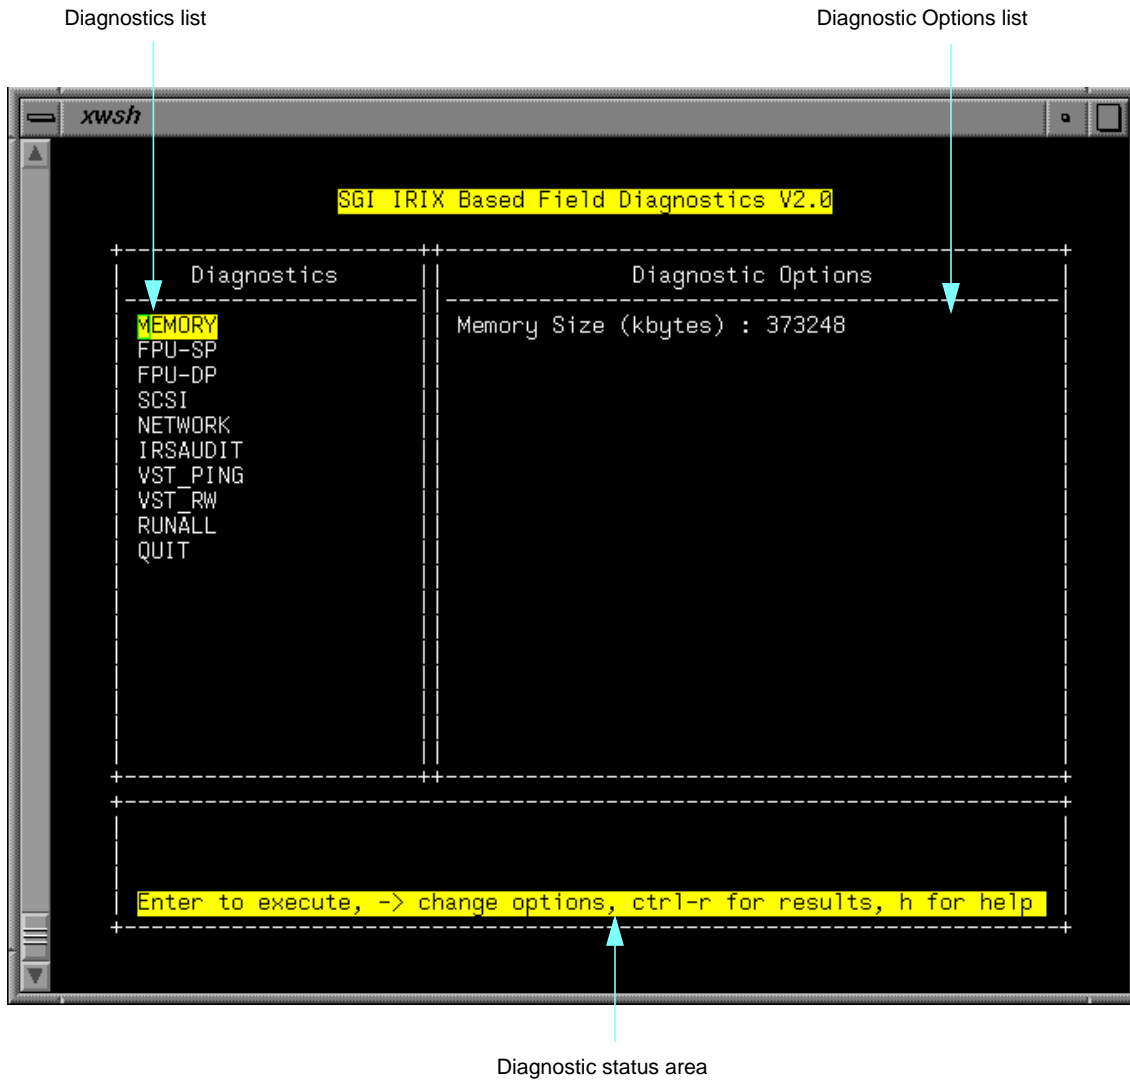 Diagnostics list
Diagnostic Options list
xwsh
SGI IRIX Based Field Diagnostics V2.0
Diagnostics
Diagnostic Options
MEMORY
Memory Size (kbytes) : 373248
FPU-SP
FPU-DP
SCSI
NETWORK
IRSAUDIT
VST_PING
VST_RW
RUNALL
QUIT
Enter to execute, -> change options, ctrl-r for results, h for help
Diagnostic status area